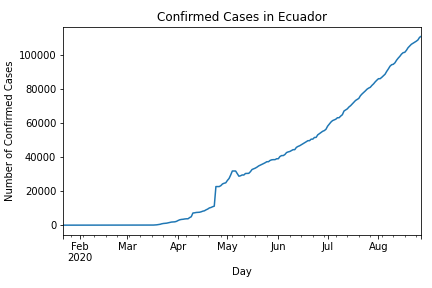 Confirmed Cases in Ecuador
Number of Confirmed Cases
100000
80000
60000
40000
20000
0
Feb Mar Apr May Jun Jul Aug
2020
Day